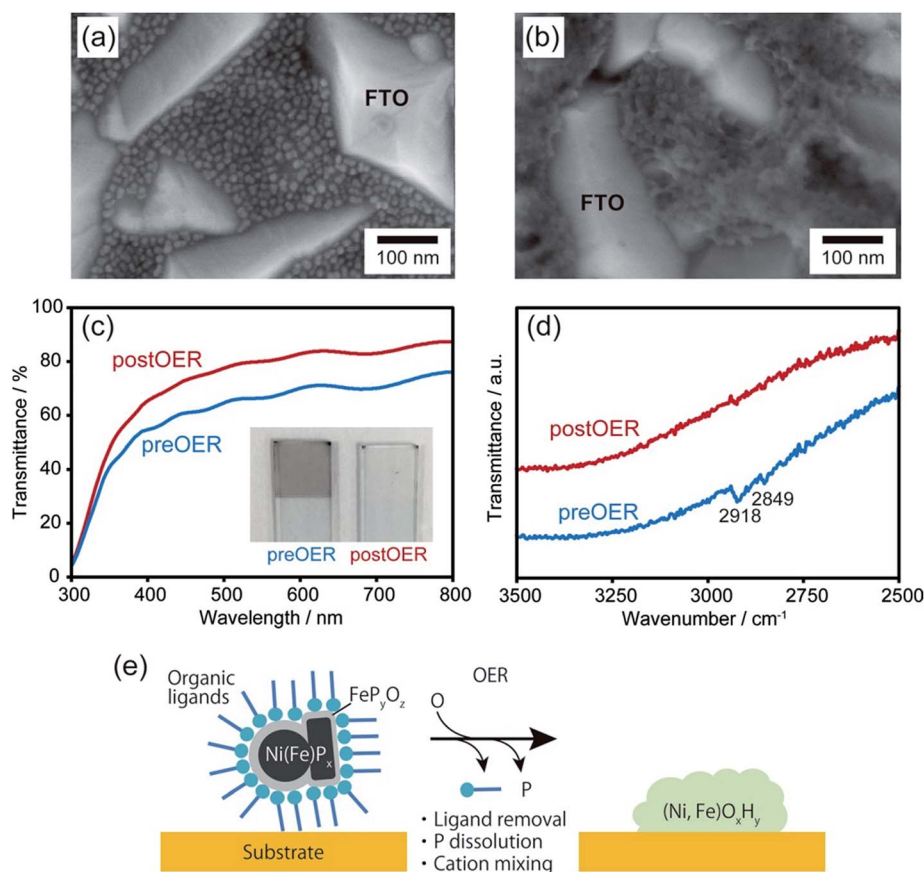 (a)
FTO
100 nm
(b)
FTO
100 nm
(c)
100
80
60
40
20
0
Transmittance / %
postOER
preOER
preOER
postOER
300
400
500
600
700
800
Wavelength / nm
(d)
Transmittance / a.u.
postOER
preOER
2918
2849
3500
3250
3000
2750
2500
Wavenumber / cm⁻¹
(e)
Organic
ligands
FePyOz
Ni(Fe)Px
Substrate
OER
O
P
· Ligand removal
· P dissolution
· Cation mixing
(Ni, Fe)OxHy